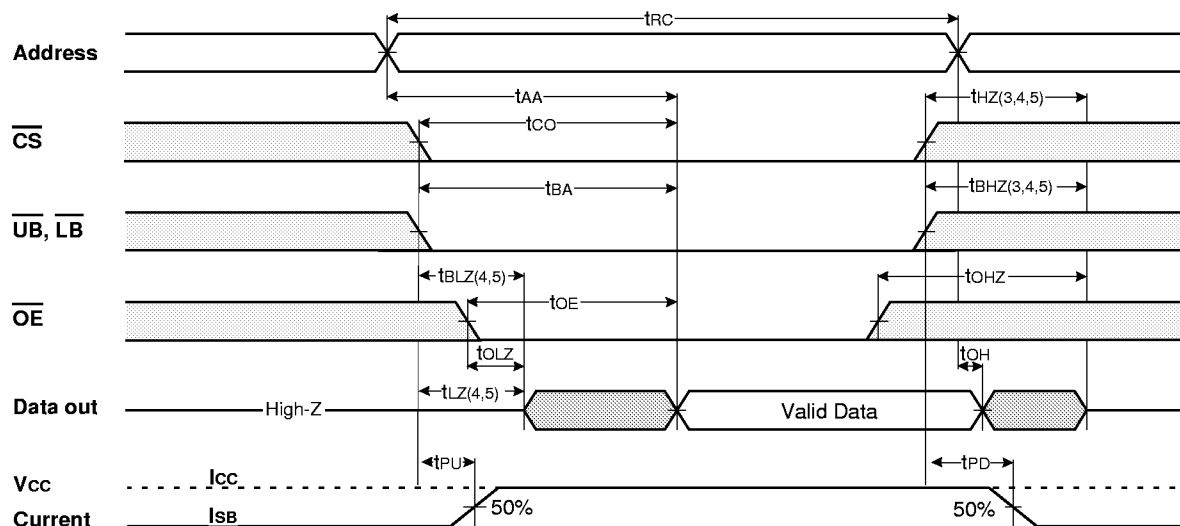 tRC
Address
tAA
tHZ(3,4,5)
CS
tCO
tBA
tBHZ(3,4,5)
UB, LB
tBLZ(4,5)
tOHZ
OE
tOE
tOLZ
tOH
tLZ(4,5)
Data out
High-Z
Valid Data
tPU
tPD
VCC
ICC
50%
50%
Current
ISB